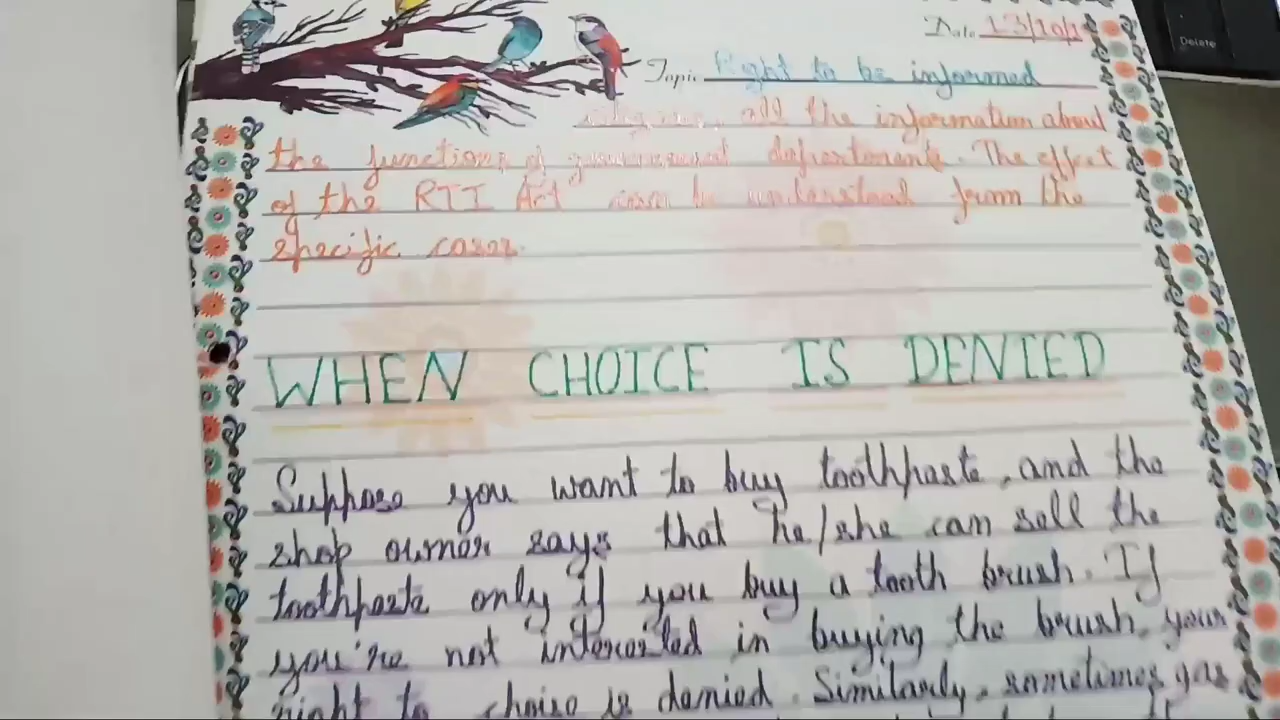 Delete
Date 13/10/1
Topic Right to be informed
all the information about
the functions of government departments. The effect
of the RTI Act can be understood from the
specific cases.
WHEN CHOICE IS DENIED
Suppose you want to buy toothpaste, and the
shop owner says that he/she can sell the
toothpaste only if you buy a tooth brush. If
you're not interested in buying the brush, your
right to choise is denied. Similarly, sometimes gas